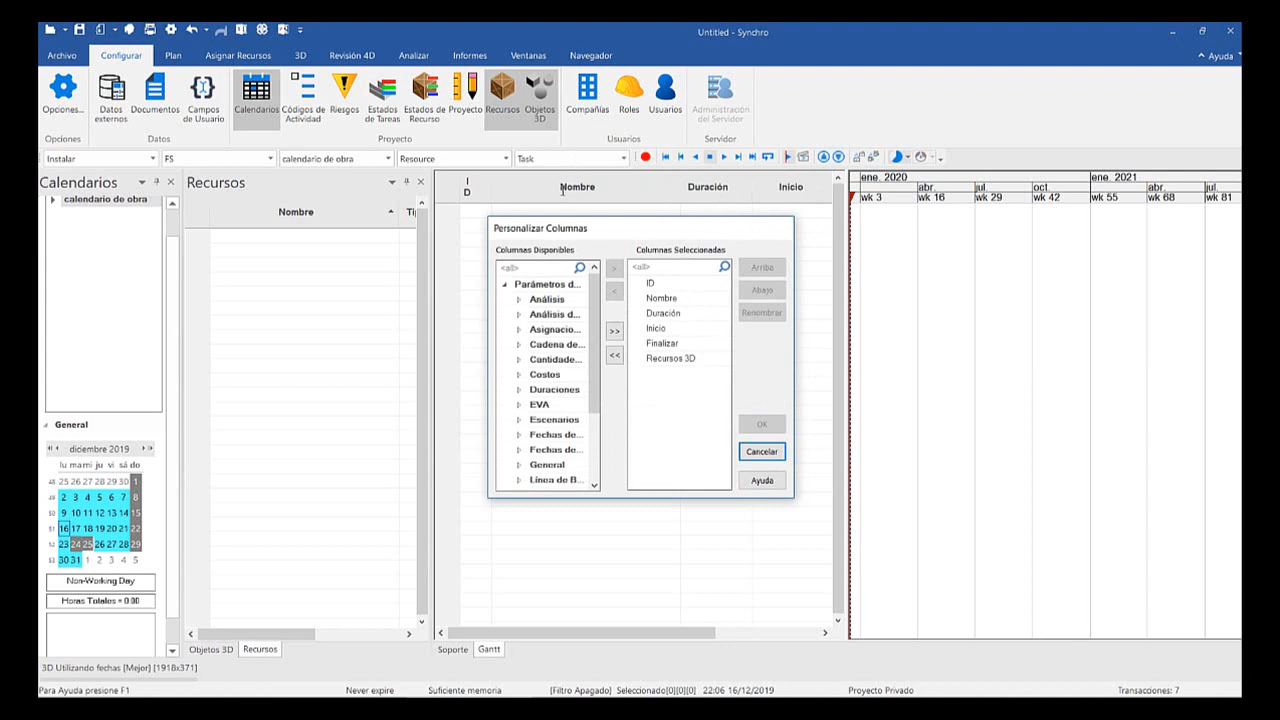 Untitled - Synchro
Archivo Configurar Plan Asignar Recursos 3D Revisión 4D Analizar Informes Ventanas Navegador Ayuda
Opciones... Datos externos Documentos Campos de Usuario Calendarios Códigos de Actividad Riesgos Estados de Tareas Estados de Recurso Proyecto Recursos Objetos 3D Compañías Roles Usuarios Administración del Servidor
Opciones Datos Proyecto Usuarios Servidor
Instalar FS calendario de obra Resource Task
Calendarios
calendario de obra
General
diciembre 2019
lu ma mi ju vi sá do
48 25 26 27 28 29 30 1
49 2 3 4 5 6 7 8
50 9 10 11 12 13 14 15
51 16 17 18 19 20 21 22
52 23 24 25 26 27 28 29
53 30 31 1 2 3 4 5
Non-Working Day
Horas Totales = 0.00
Recursos
Nombre
Objetos 3D Recursos
ID Nombre Duración Inicio
Personalizar Columnas
Columnas Disponibles
<all>
Parámetros d...
Análisis
Análisis d...
Asignacio...
Cadena de...
Cantidade...
Costos
Duraciones
EVA
Escenarios
Fechas de...
Fechas de...
General
Línea de B...
>
<
>>
<<
Columnas Seleccionadas
<all>
ID
Nombre
Duración
Inicio
Finalizar
Recursos 3D
Arriba
Abajo
Renombrar
OK
Cancelar
Ayuda
Soporte Gantt
ene. 2020 ene. 2021
abr. jul. oct. abr. jul.
wk 3 wk 16 wk 29 wk 42 wk 55 wk 68 wk 81
3D Utilizando fechas [Mejor] [1918x371]
Para Ayuda presione F1 Never expire Suficiente memoria [Filtro Apagado] Seleccionado[0][0][0] 22:06 16/12/2019 Proyecto Privado Transacciones: 7